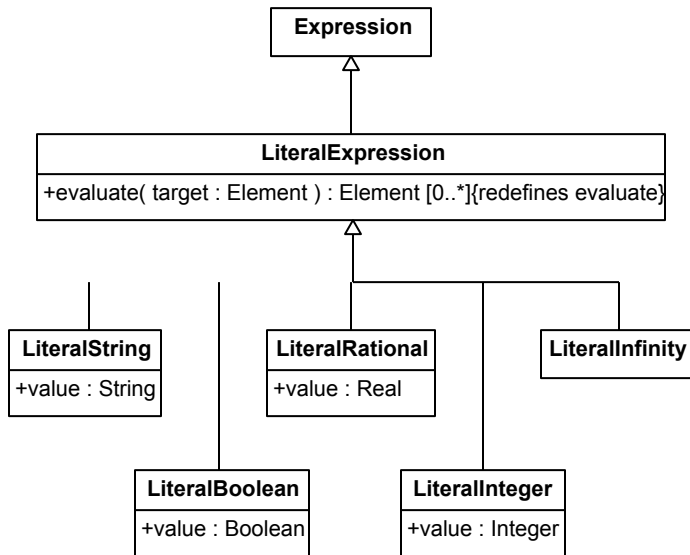 Expression
LiteralExpression
+evaluate( target : Element ) : Element [0..*]{redefines evaluate}
LiteralString
+value : String
LiteralRational
+value : Real
LiteralInfinity
LiteralBoolean
+value : Boolean
LiteralInteger
+value : Integer